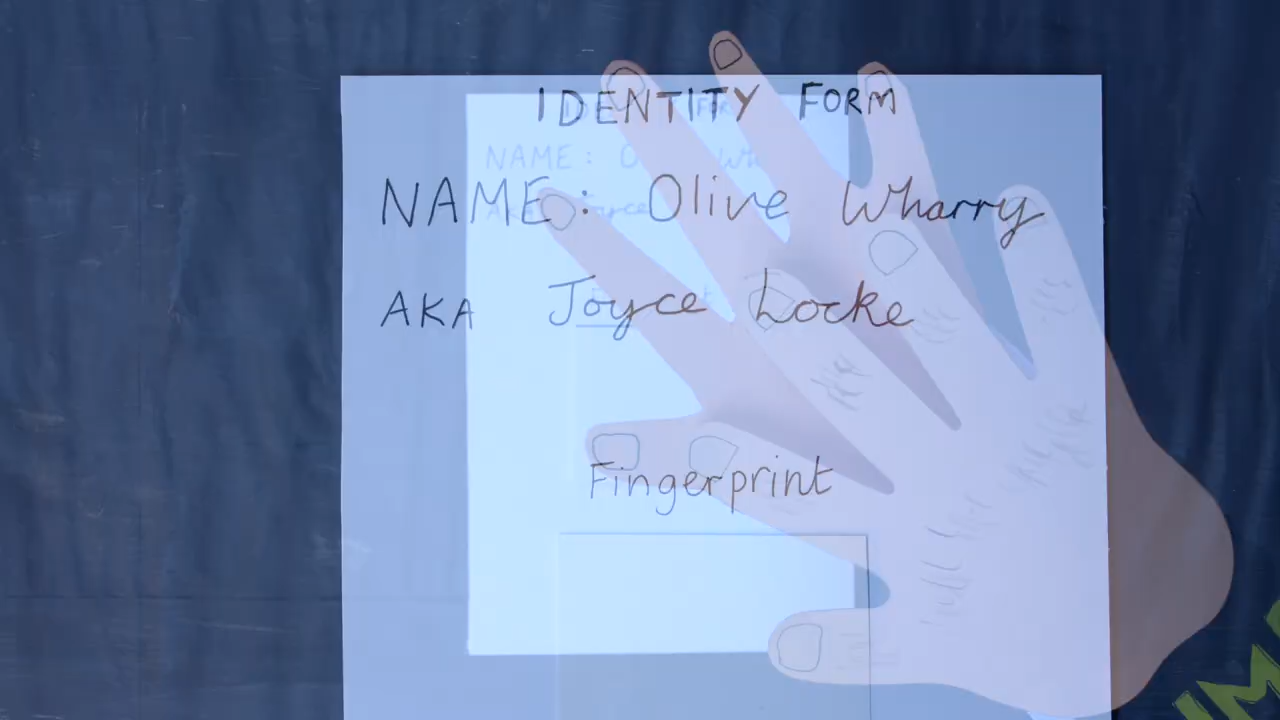 IDENTITY FORM
NAME: Olive Wharry
AKA Joyce Locke
Fingerprint